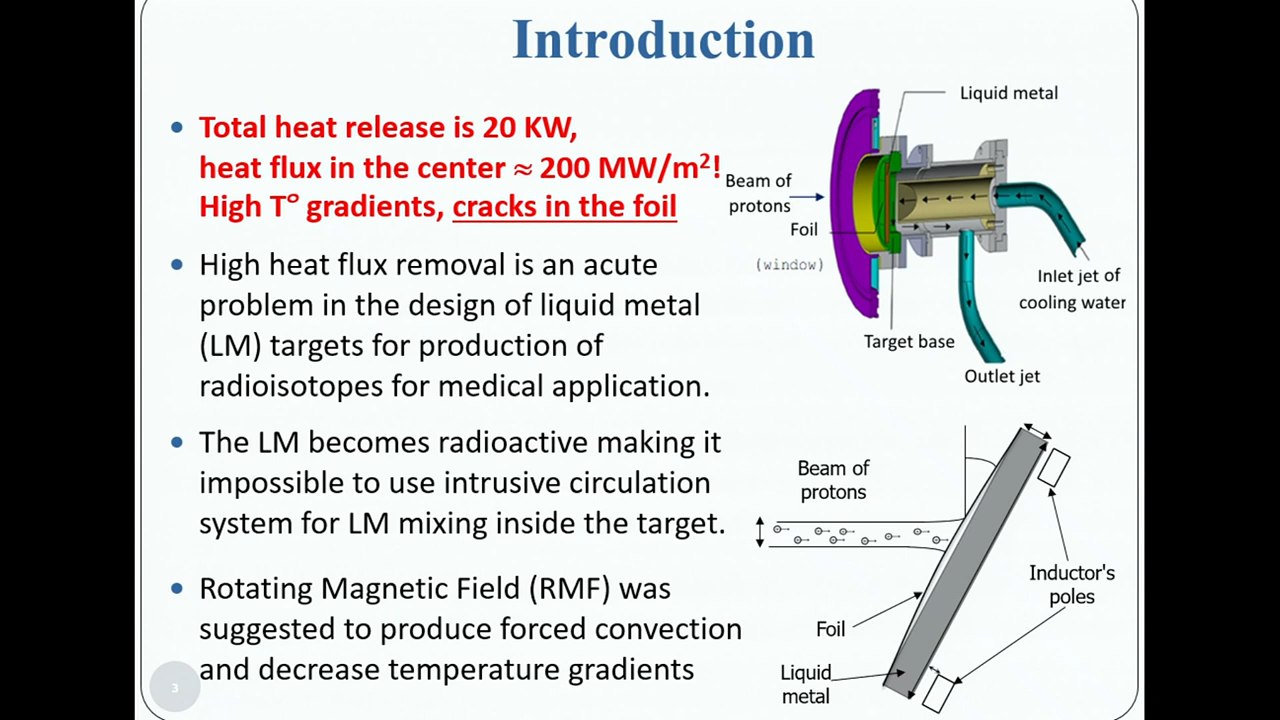 Introduction
• Total heat release is 20 KW,
heat flux in the center ≈ 200 MW/m²!
High T° gradients, cracks in the foil
• High heat flux removal is an acute
problem in the design of liquid metal
(LM) targets for production of
radioisotopes for medical application.
• The LM becomes radioactive making it
impossible to use intrusive circulation
system for LM mixing inside the target.
• Rotating Magnetic Field (RMF) was
suggested to produce forced convection
and decrease temperature gradients
3
Liquid metal
Beam of
protons
Foil
(window)
Inlet jet of
cooling water
Target base
Outlet jet
Beam of
protons
Inductor's
poles
Foil
Liquid
metal